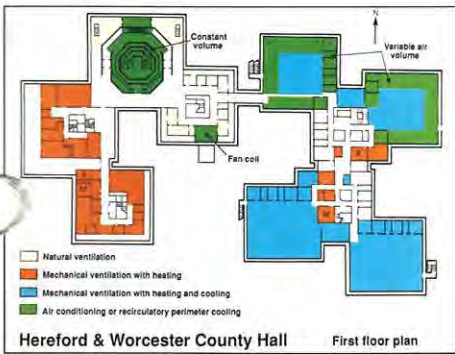 Constant
volume
N
Variable air
volume
Fan coil
Natural ventilation
Mechanical ventilation with heating
Mechanical ventilation with heating and cooling
Air conditioning or recirculatory perimeter cooling
Hereford & Worcester County Hall
First floor plan